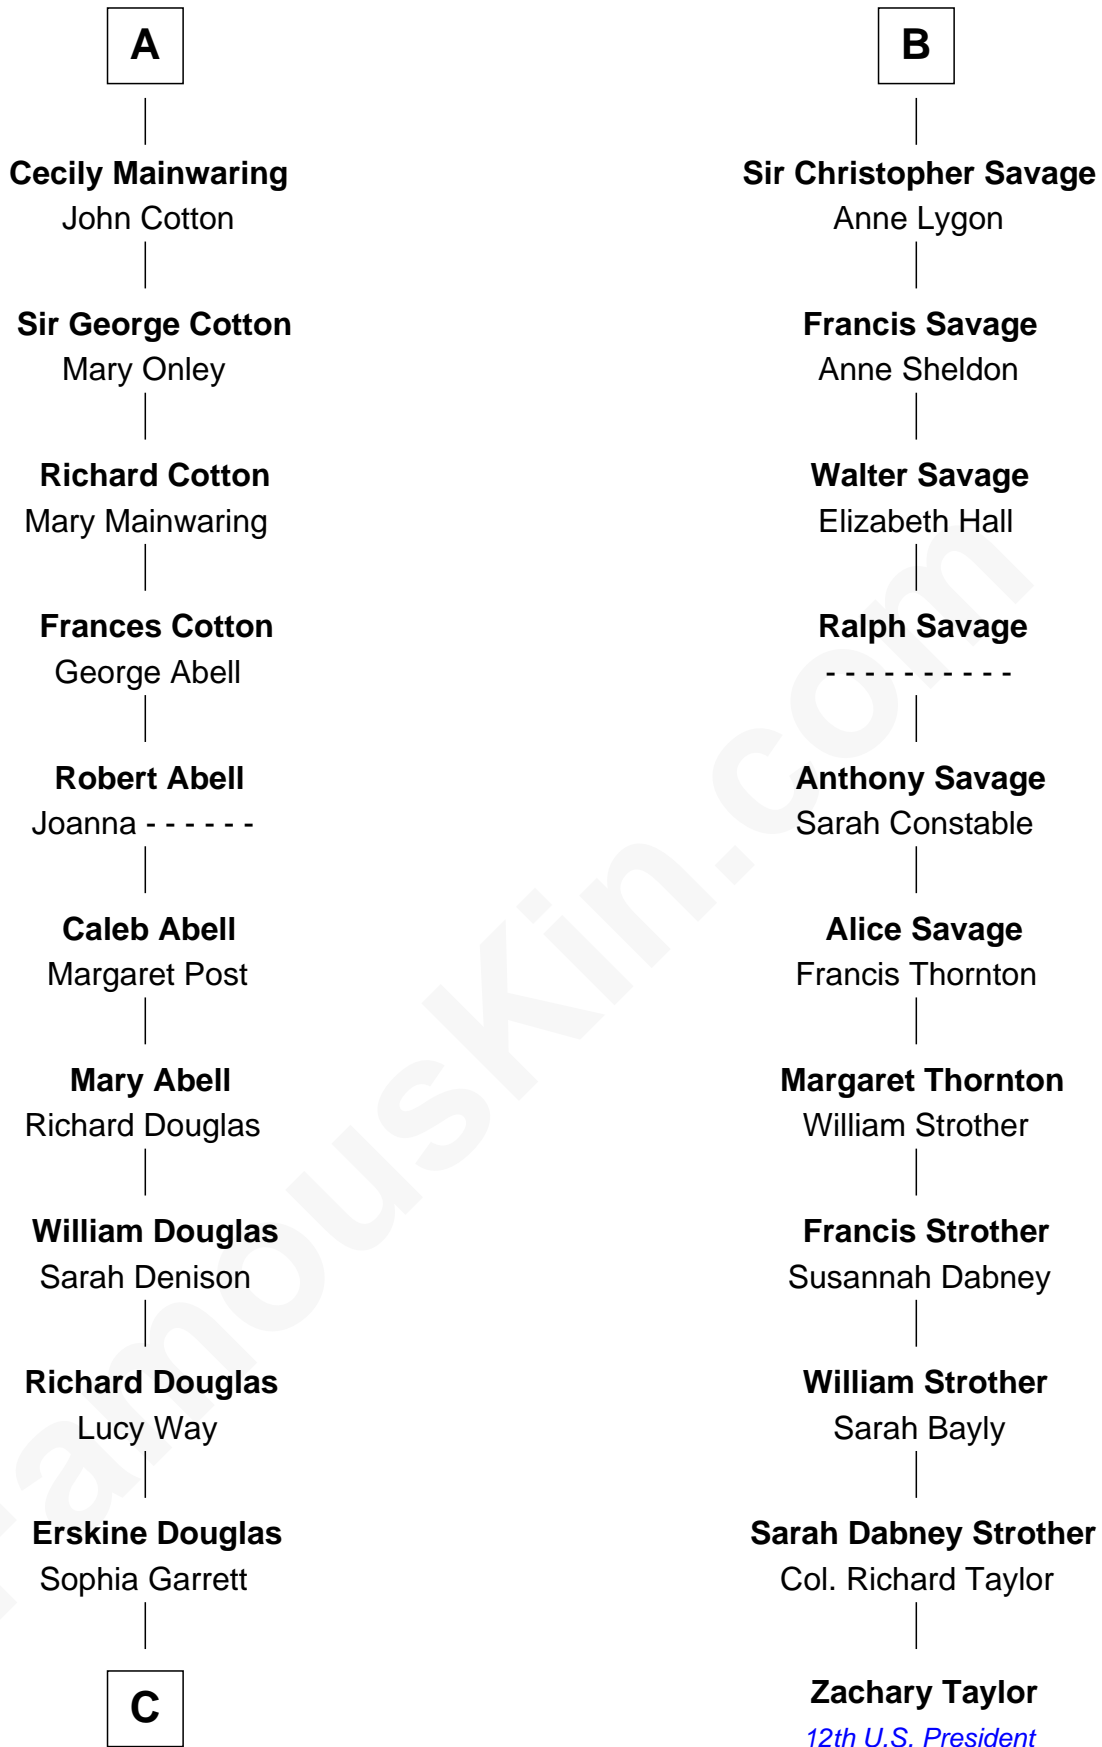 A
Cecily Mainwaring
John Cotton
Sir George Cotton
Mary Onley
Richard Cotton
Mary Mainwaring
Frances Cotton
George Abell
Robert Abell
Joanna - - - - - -
Caleb Abell
Margaret Post
Mary Abell
Richard Douglas
William Douglas
Sarah Denison
Richard Douglas
Lucy Way
Erskine Douglas
Sophia Garrett
C
B
Sir Christopher Savage
Anne Lygon
Francis Savage
Anne Sheldon
Walter Savage
Elizabeth Hall
Ralph Savage
- - - - - - - - - -
Anthony Savage
Sarah Constable
Alice Savage
Francis Thornton
Margaret Thornton
William Strother
Francis Strother
Susannah Dabney
William Strother
Sarah Bayly
Sarah Dabney Strother
Col. Richard Taylor
Zachary Taylor
12th U.S. President
FamousKin.com